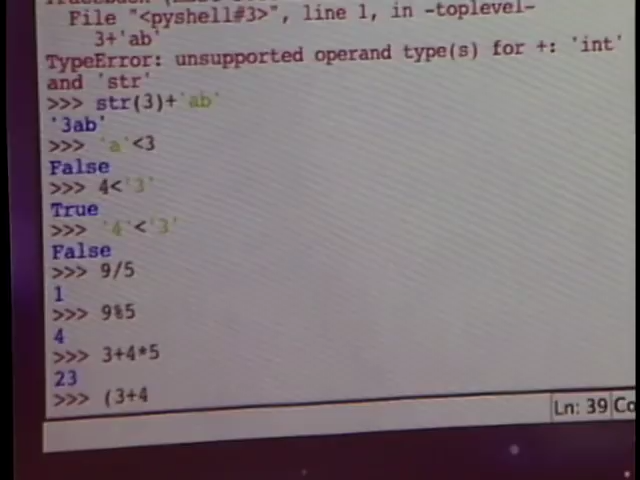 File "<pyshell#3>", line 1, in -toplevel-
3+'ab'
TypeError: unsupported operand type(s) for +: 'int'
and 'str'
>>> str(3)+'ab'
'3ab'
>>> 'a'<3
False
>>> 4<'3'
True
>>> '4'<'3'
False
>>> 9/5
1
>>> 9%5
4
>>> 3+4*5
23
>>> (3+4
Ln: 39 Co